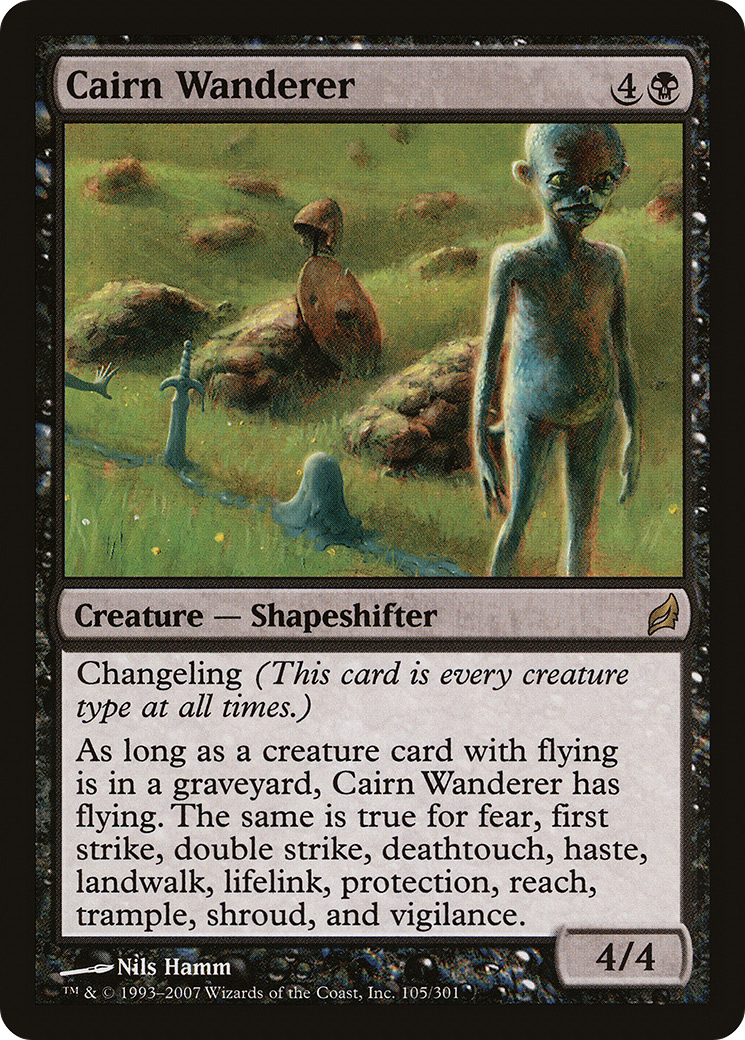 Cairn Wanderer 4
Creature — Shapeshifter
Changeling (This card is every creature
type at all times.)
As long as a creature card with flying
is in a graveyard, Cairn Wanderer has
flying. The same is true for fear, first
strike, double strike, deathtouch, haste,
landwalk, lifelink, protection, reach,
trample, shroud, and vigilance.
4/4
Nils Hamm
™ & © 1993–2007 Wizards of the Coast, Inc. 105/301